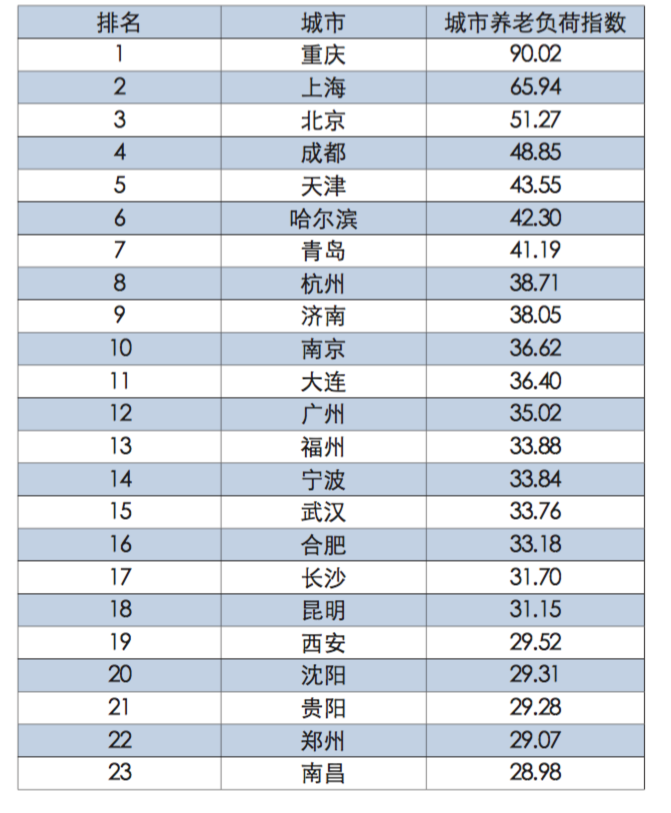 排名 城市 城市养老负荷指数
1 重庆 90.02
2 上海 65.94
3 北京 51.27
4 成都 48.85
5 天津 43.55
6 哈尔滨 42.30
7 青岛 41.19
8 杭州 38.71
9 济南 38.05
10 南京 36.62
11 大连 36.40
12 广州 35.02
13 福州 33.88
14 宁波 33.84
15 武汉 33.76
16 合肥 33.18
17 长沙 31.70
18 昆明 31.15
19 西安 29.52
20 沈阳 29.31
21 贵阳 29.28
22 郑州 29.07
23 南昌 28.98